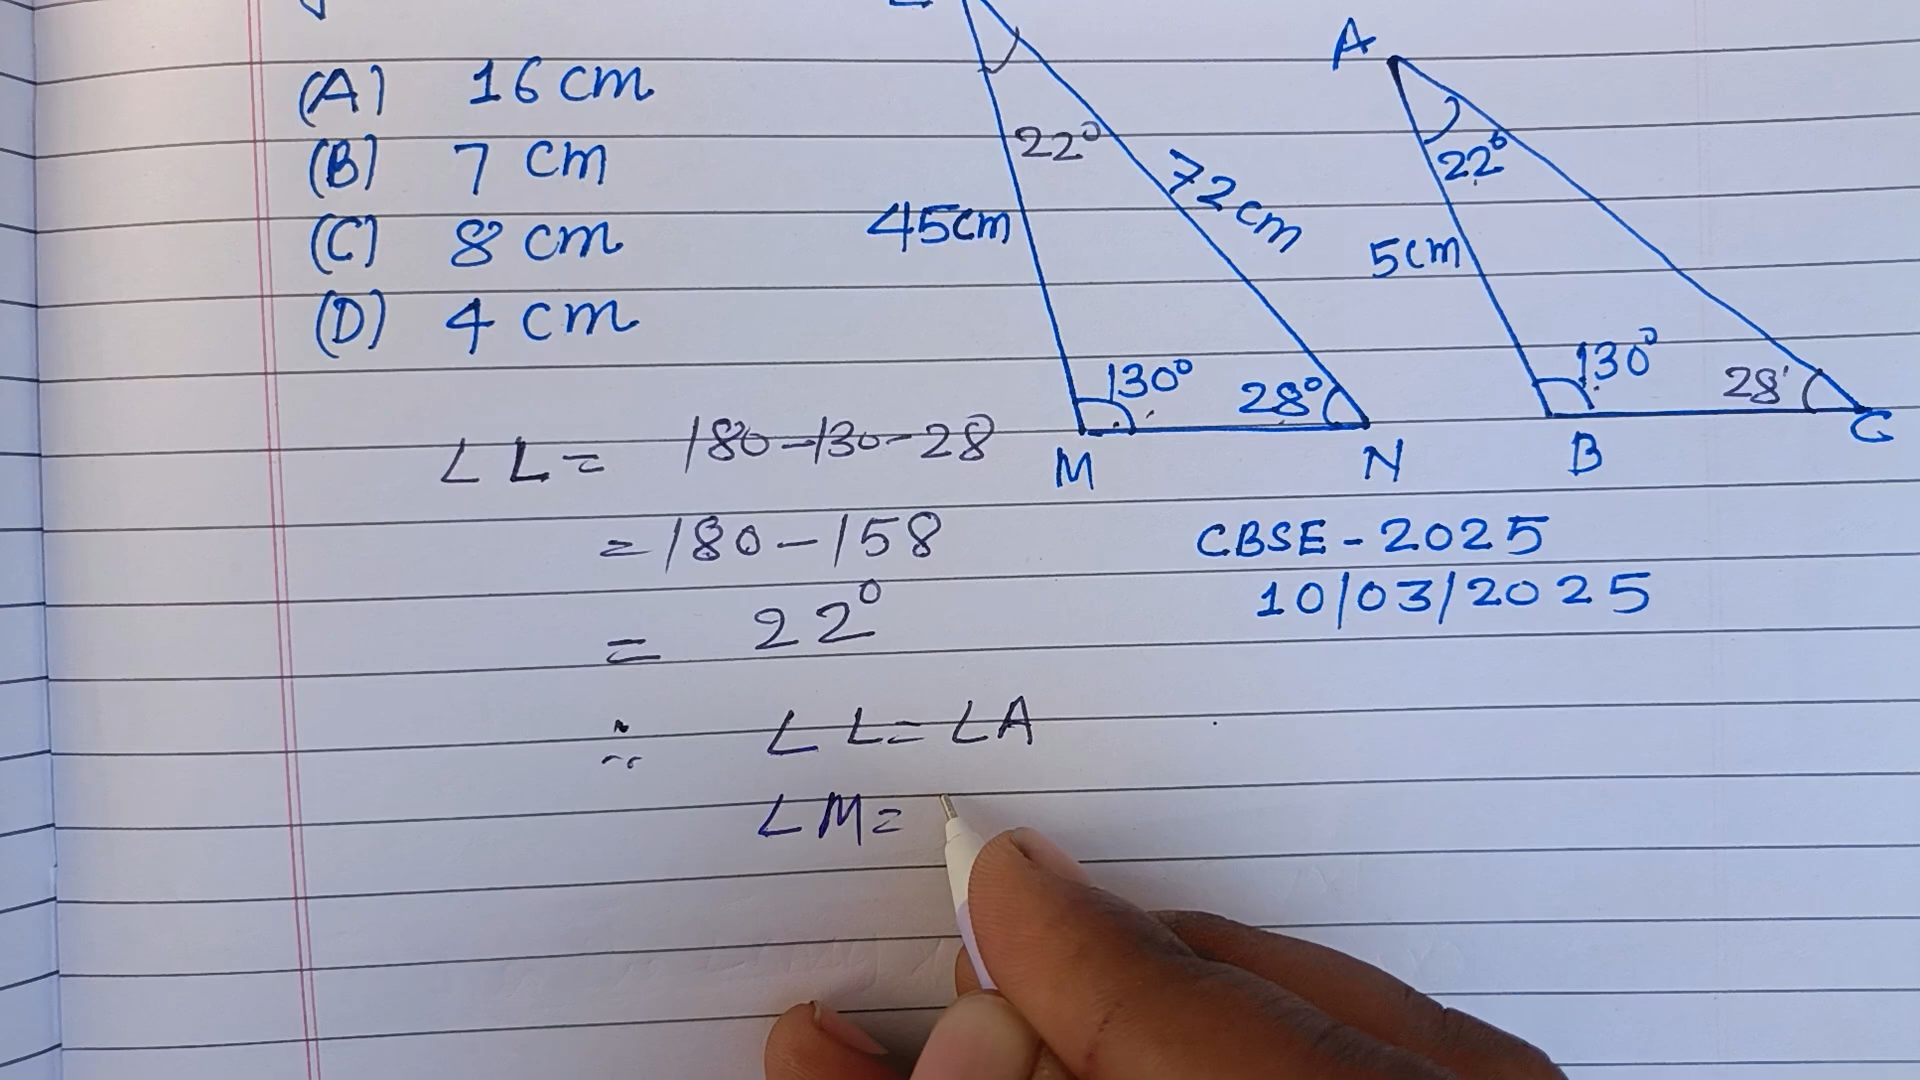 (A) 16 cm
(B) 7 cm
(C) 8 cm
(D) 4 cm
A
22°
22°
72cm
45cm
5cm
130°
28°
130°
28°
M
N
B
C
∠L = 180-130-28
= 180-158
= 22°
CBSE - 2025
10/03/2025
∴ ∠L = ∠A
∠M =